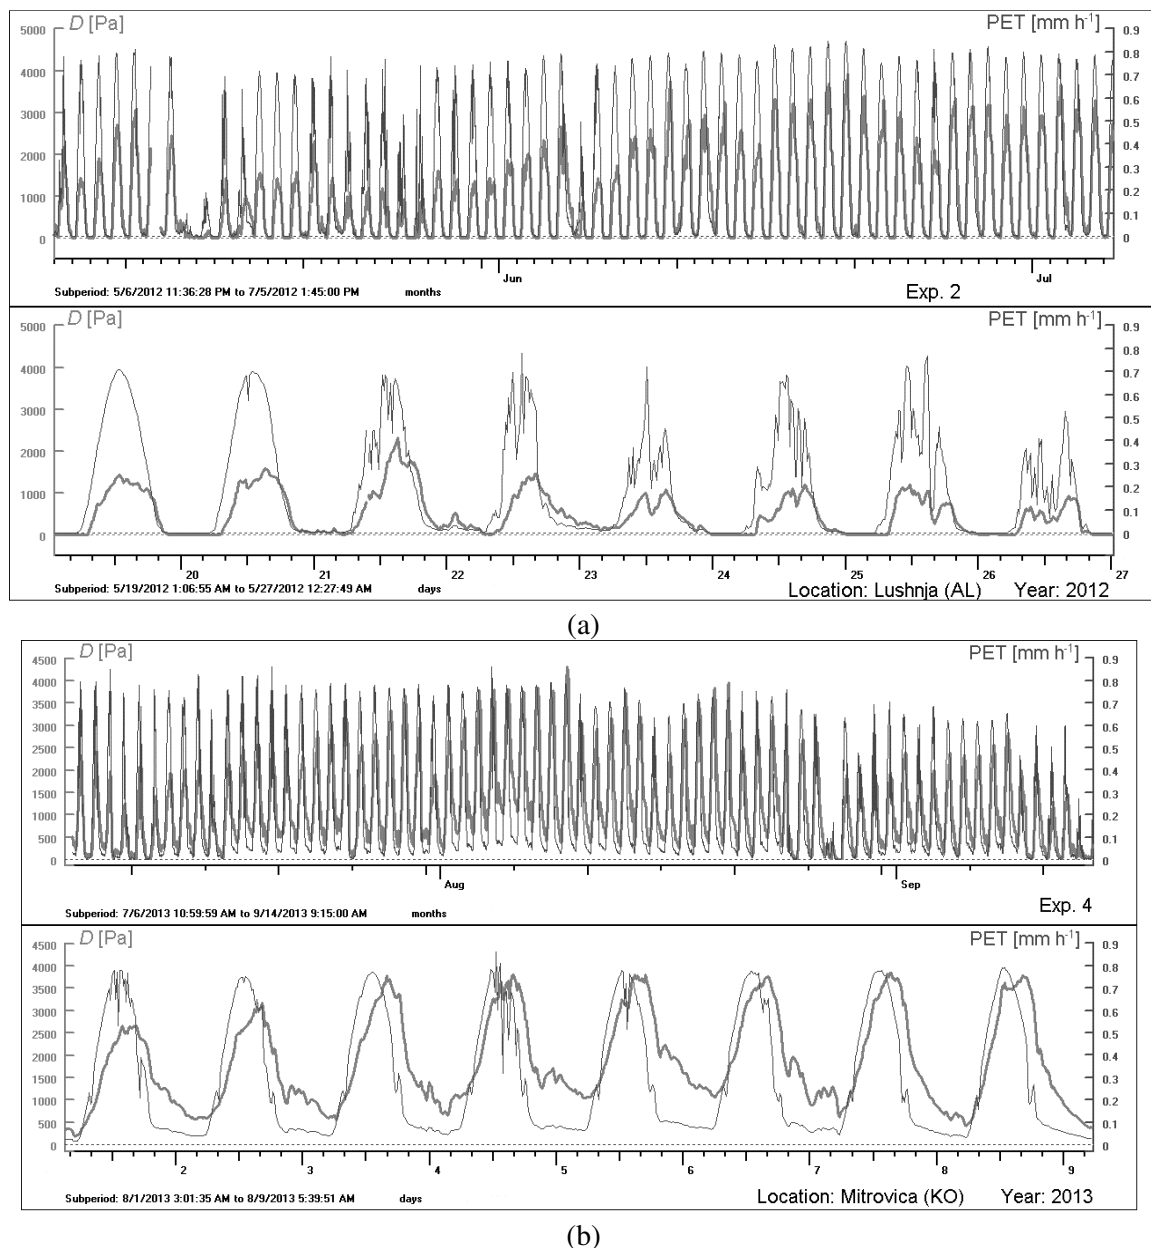 D [Pa] PET [mm h-1]
5000 0.9
0.8
4000 0.7
0.6
3000 0.5
2000 0.4
0.3
1000 0.2
0.1
0 0
Jun Jul
Subperiod: 5/6/2012 11:36:28 PM to 7/5/2012 1:45:00 PM months Exp. 2
D [Pa] PET [mm h-1]
5000 0.9
0.8
4000 0.7
0.6
3000 0.5
2000 0.4
0.3
1000 0.2
0.1
0 0
20 21 22 23 24 25 26 27
Subperiod: 5/19/2012 1:06:55 AM to 5/27/2012 12:27:49 AM days Location: Lushnja (AL) Year: 2012
(a)
D [Pa] PET [mm h-1]
4500 0.9
4000 0.8
3500 0.7
3000 0.6
2500 0.5
2000 0.4
1500 0.3
1000 0.2
500 0.1
0 0
Aug Sep
Exp. 4
Subperiod: 7/6/2013 10:59:59 AM to 9/14/2013 9:15:00 AM months
D [Pa] PET [mm h-1]
4500 0.9
4000 0.8
3500 0.7
3000 0.6
2500 0.5
2000 0.4
1500 0.3
1000 0.2
500 0.1
0 0
2 3 4 5 6 7 8 9
Subperiod: 8/1/2013 3:01:35 AM to 8/9/2013 5:39:51 AM days Location: Mitrovica (KO) Year: 2013
(b)